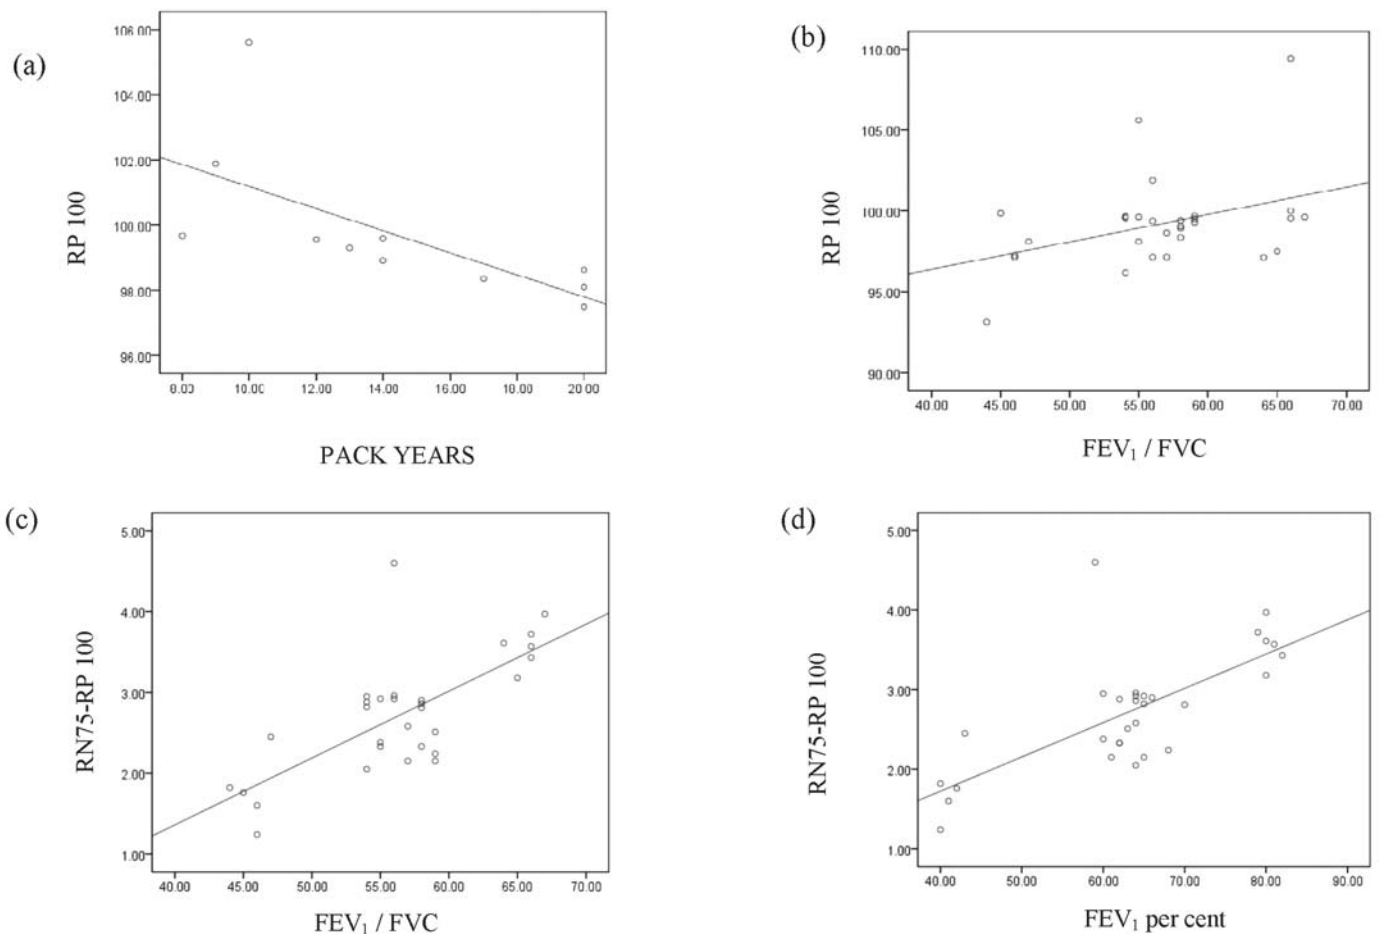 (a)
RP 100
106.00
104.00
102.00
100.00
98.00
96.00
8.00 10.00 12.00 14.00 16.00 18.00 20.00
PACK YEARS
(b)
RP 100
110.00
105.00
100.00
95.00
90.00
40.00 45.00 50.00 55.00 60.00 65.00 70.00
FEV₁ / FVC
(c)
RN75-RP 100
5.00
4.00
3.00
2.00
1.00
40.00 45.00 50.00 55.00 60.00 65.00 70.00
FEV₁ / FVC
(d)
RN75-RP 100
5.00
4.00
3.00
2.00
1.00
40.00 50.00 60.00 70.00 80.00 90.00
FEV₁ per cent